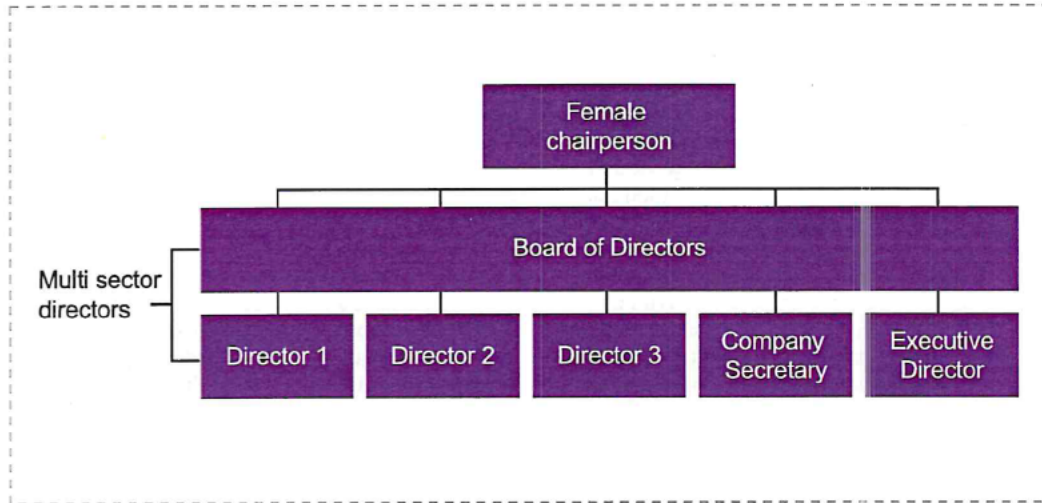 Female
chairperson
Board of Directors
Multi sector
directors
Director 1
Director 2
Director 3
Company
Secretary
Executive
Director